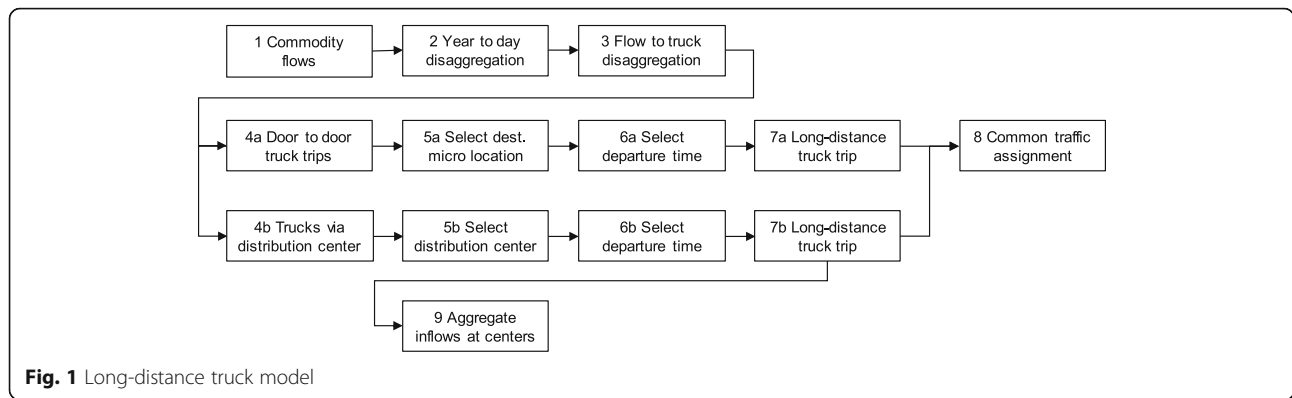 1 Commodity
flows
2 Year to day
disaggregation
3 Flow to truck
disaggregation
4a Door to door
truck trips
5a Select dest.
micro location
6a Select
departure time
7a Long-distance
truck trip
8 Common traffic
assignment
4b Trucks via
distribution center
5b Select
distribution center
6b Select
departure time
7b Long-distance
truck trip
9 Aggregate
inflows at centers
Fig. 1 Long-distance truck model